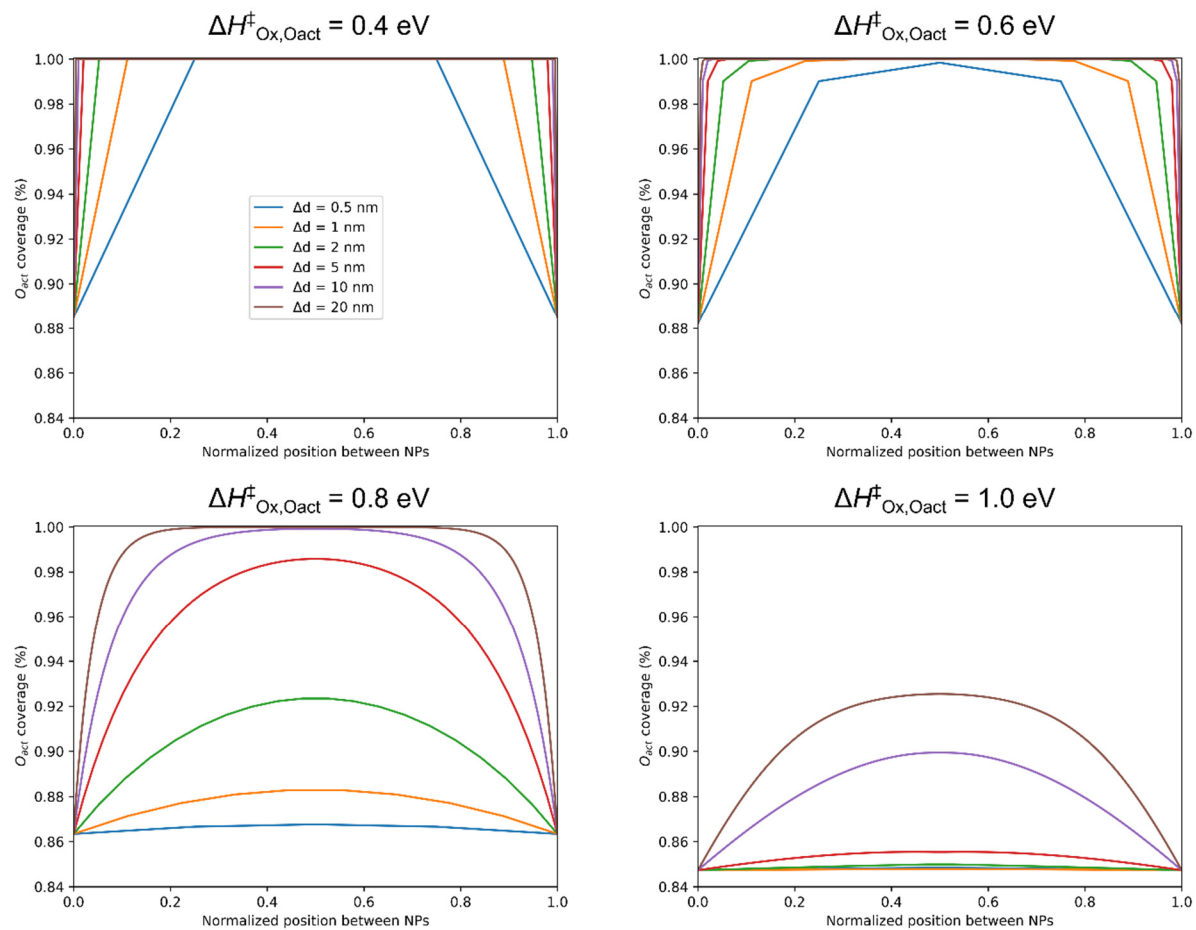 ΔH‡Ox,Oact = 0.4 eV
1.00
0.98
0.96
0.94
0.92
0.90
0.88
0.86
0.84
Oact coverage (%)
Δd = 0.5 nm
Δd = 1 nm
Δd = 2 nm
Δd = 5 nm
Δd = 10 nm
Δd = 20 nm
0.0 0.2 0.4 0.6 0.8 1.0
Normalized position between NPs
ΔH‡Ox,Oact = 0.6 eV
1.00
0.98
0.96
0.94
0.92
0.90
0.88
0.86
0.84
Oact coverage (%)
0.0 0.2 0.4 0.6 0.8 1.0
Normalized position between NPs
ΔH‡Ox,Oact = 0.8 eV
1.00
0.98
0.96
0.94
0.92
0.90
0.88
0.86
0.84
Oact coverage (%)
0.0 0.2 0.4 0.6 0.8 1.0
Normalized position between NPs
ΔH‡Ox,Oact = 1.0 eV
1.00
0.98
0.96
0.94
0.92
0.90
0.88
0.86
0.84
Oact coverage (%)
0.0 0.2 0.4 0.6 0.8 1.0
Normalized position between NPs